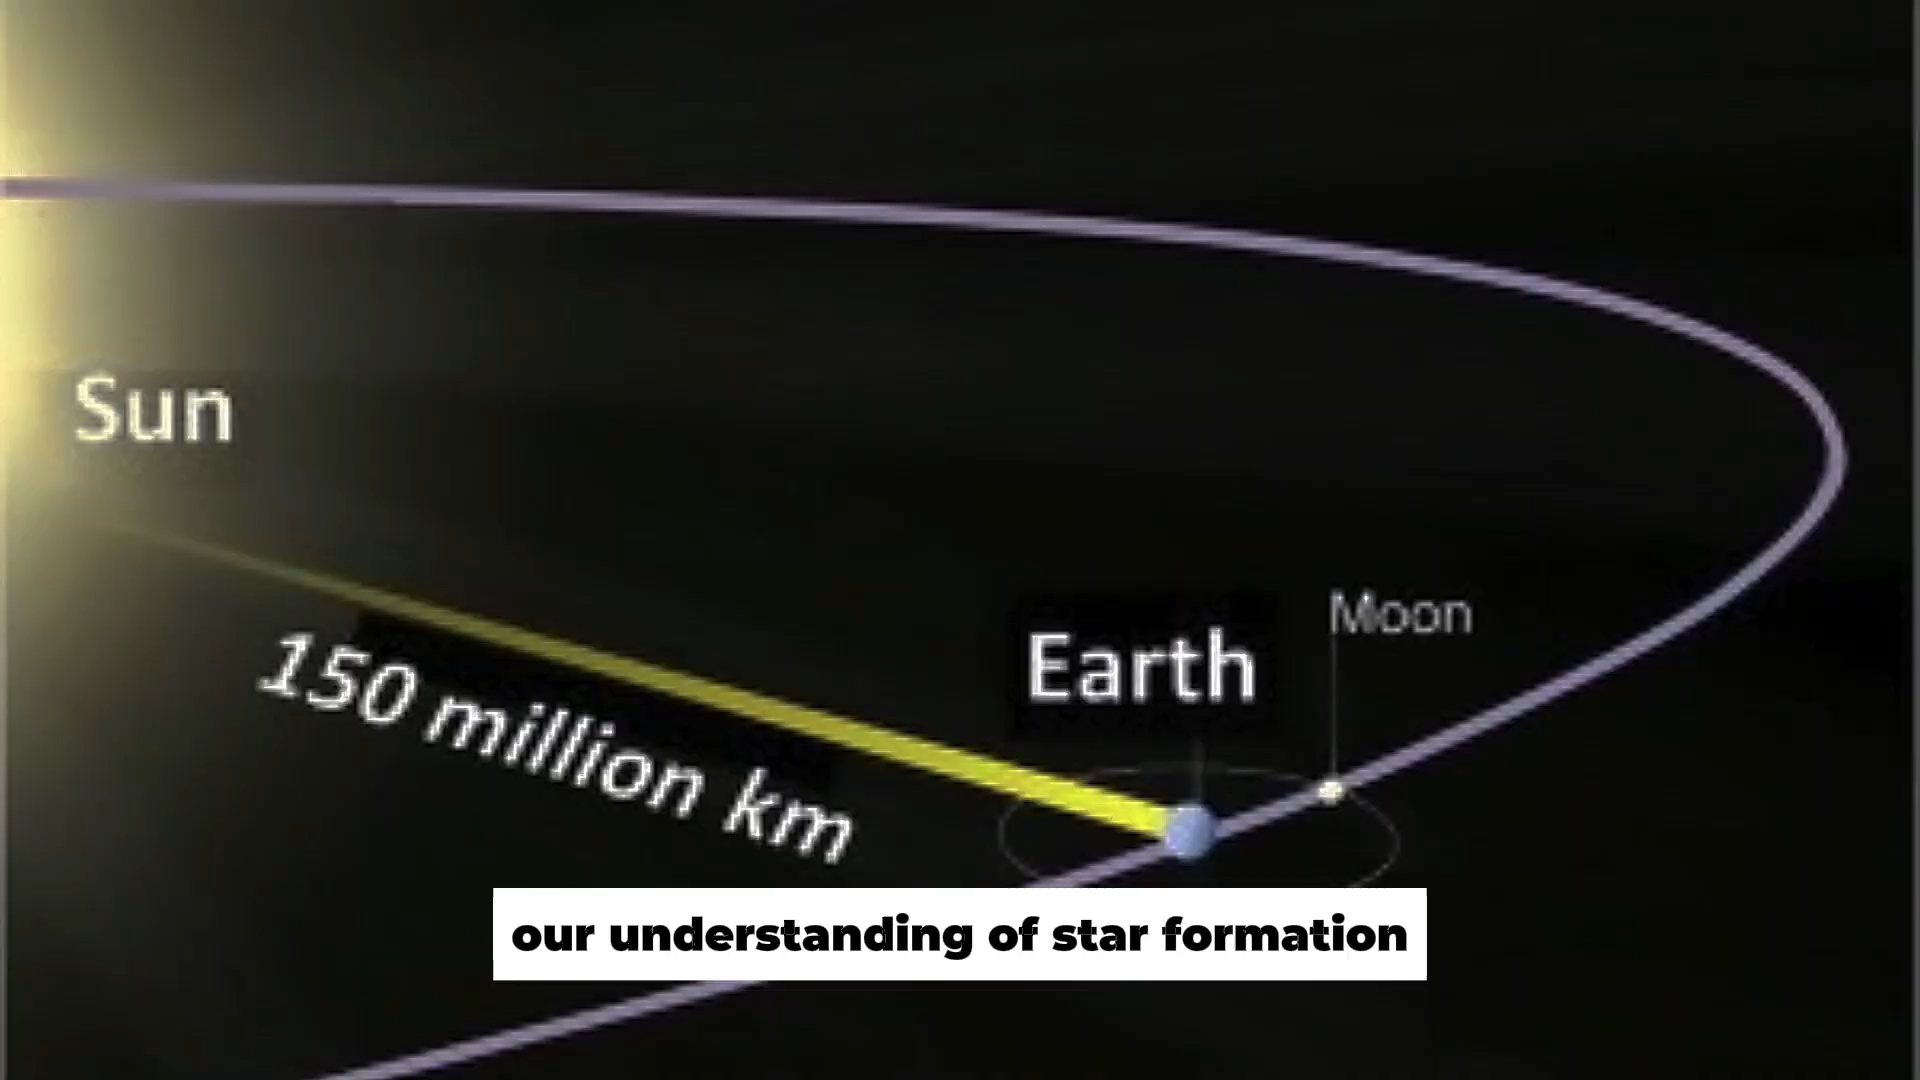 Sun
Moon
Earth
150 million km
our understanding of star formation